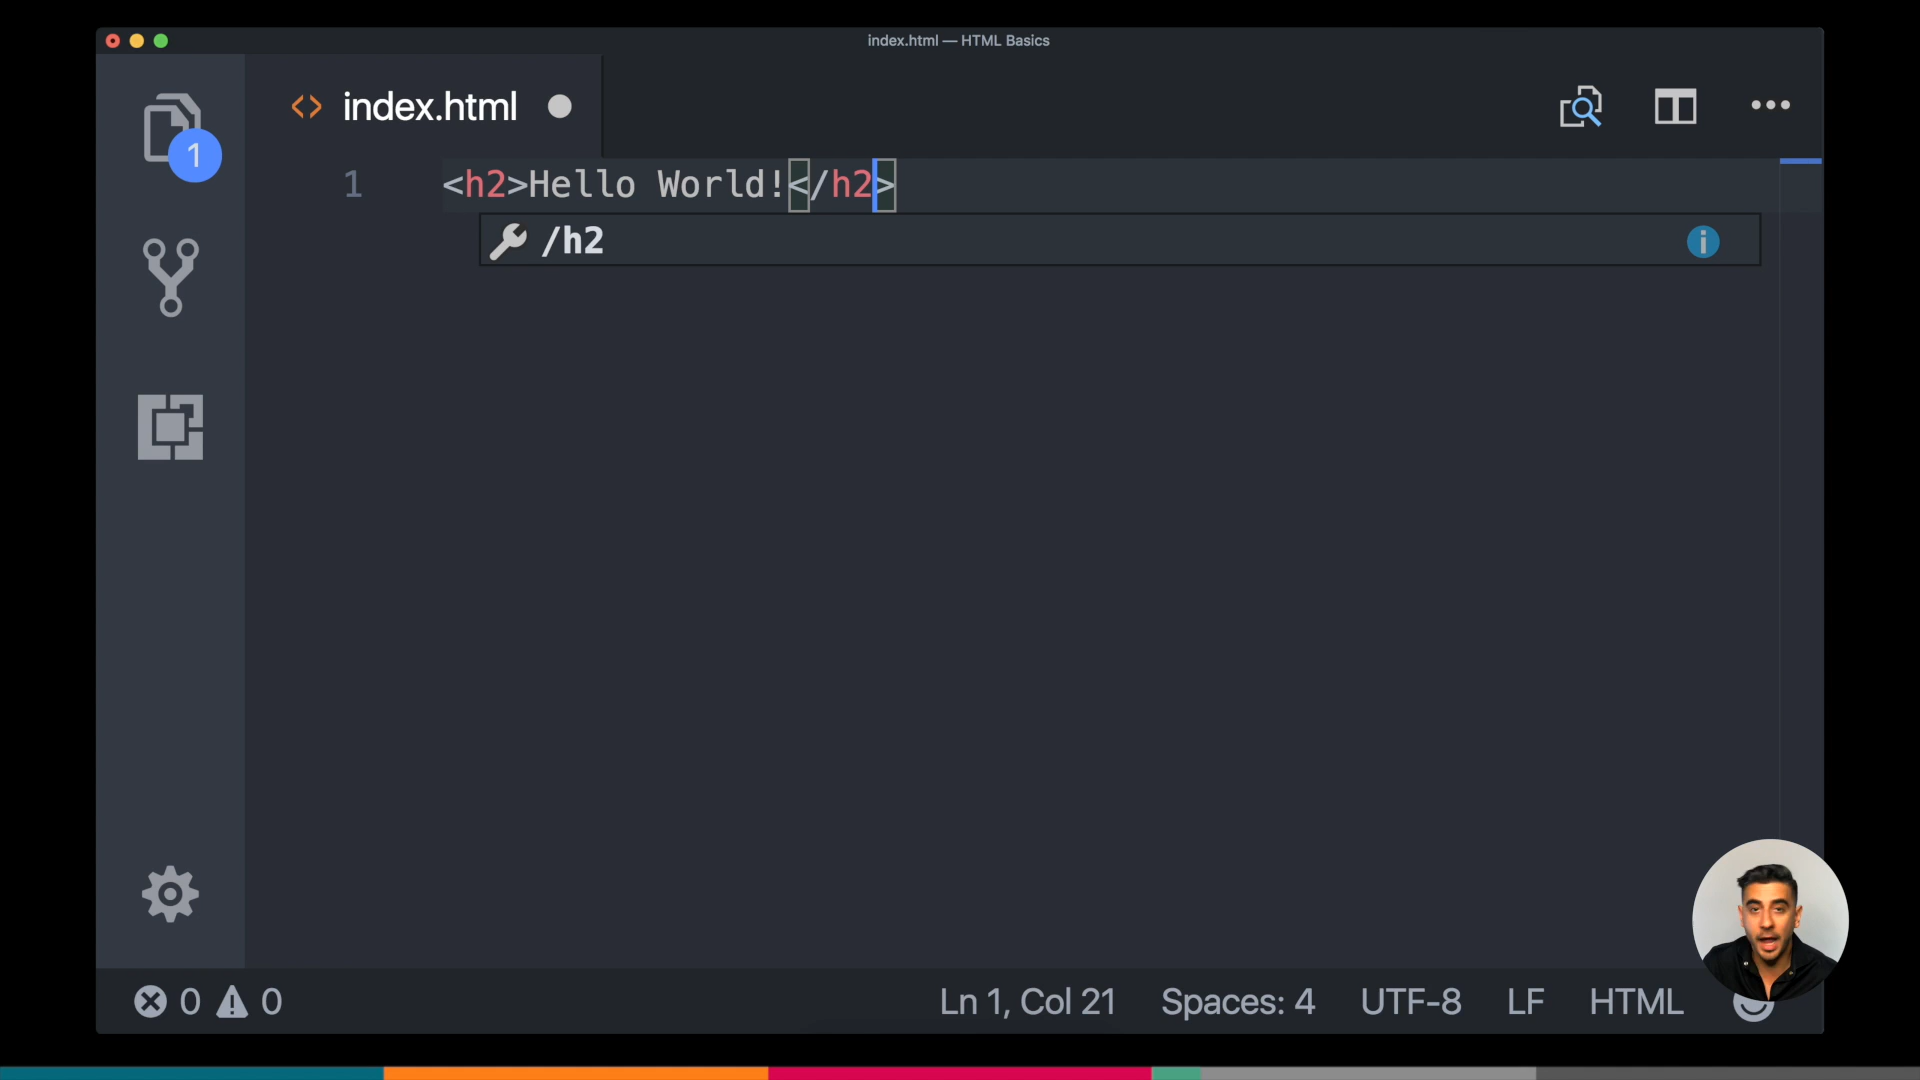 index.html — HTML Basics
index.html
1
1 <h2>Hello World!</h2>
/h2
0 0 Ln 1, Col 21 Spaces: 4 UTF-8 LF HTML